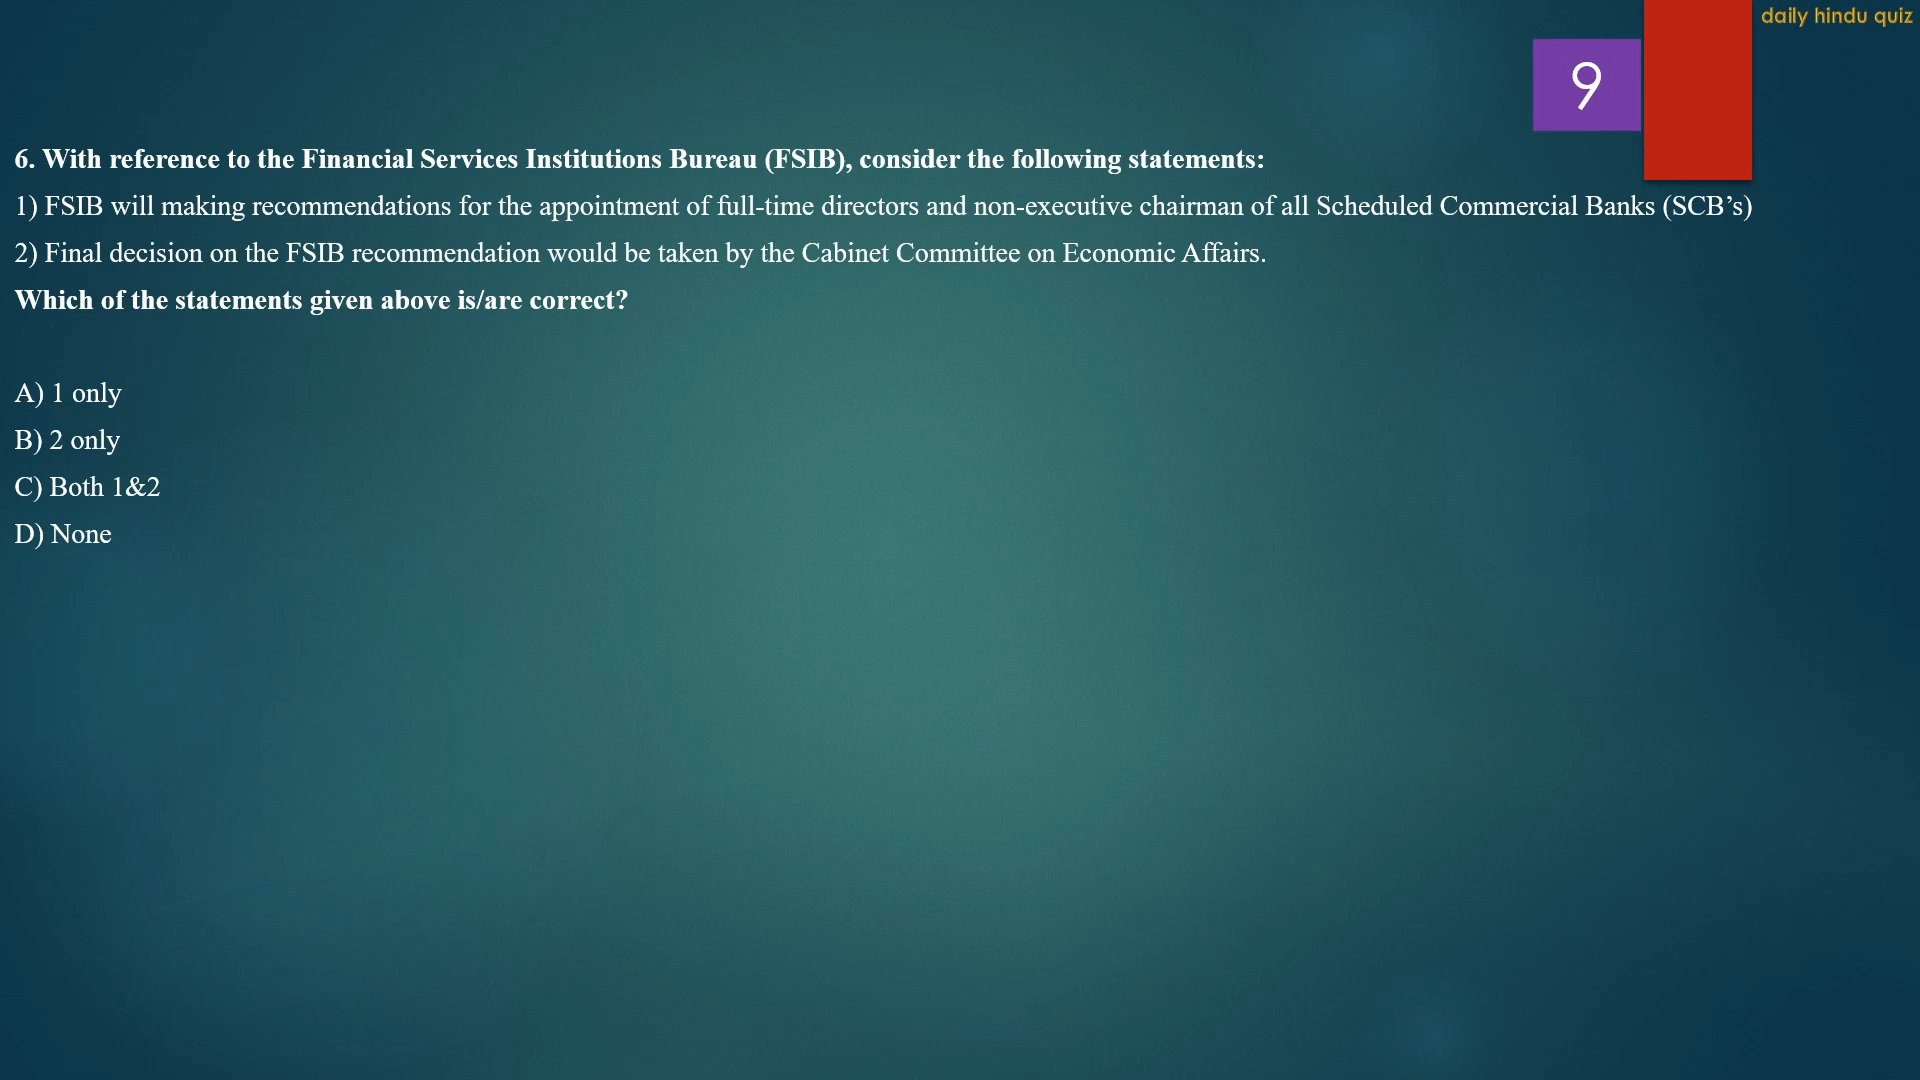 daily hindu quiz
9
6. With reference to the Financial Services Institutions Bureau (FSIB), consider the following statements:
1) FSIB will making recommendations for the appointment of full-time directors and non-executive chairman of all Scheduled Commercial Banks (SCB’s)
2) Final decision on the FSIB recommendation would be taken by the Cabinet Committee on Economic Affairs.
Which of the statements given above is/are correct?
A) 1 only
B) 2 only
C) Both 1&2
D) None